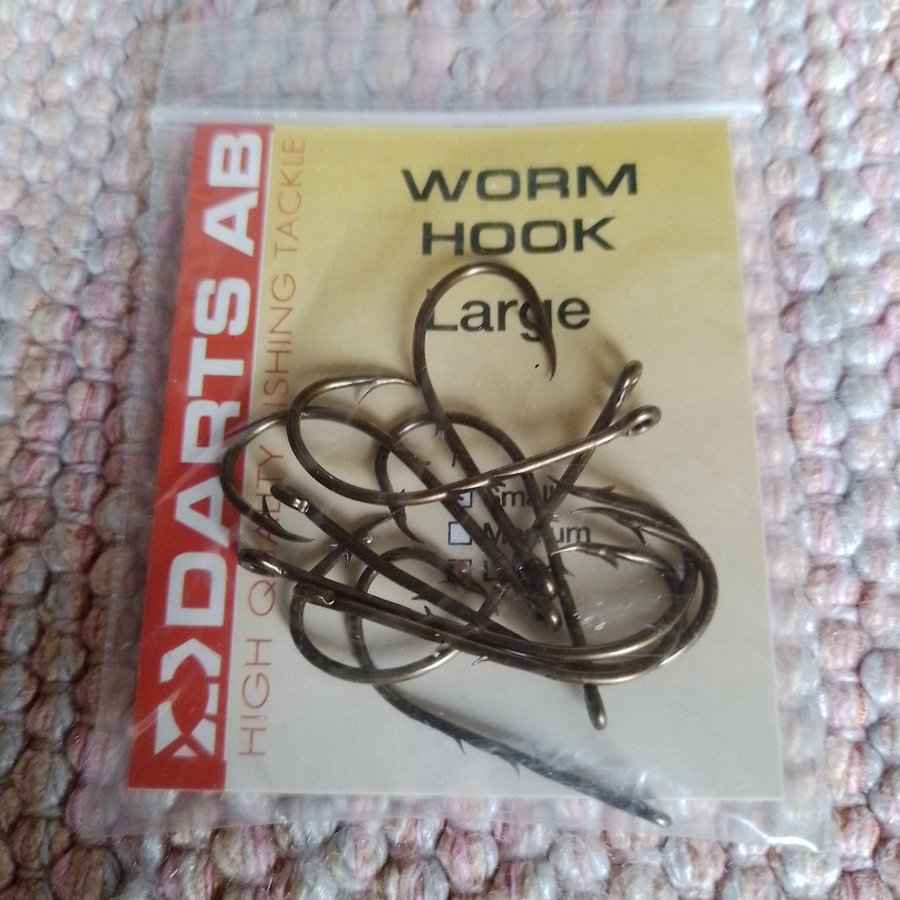 DARTS AB
HIGH QUALITY FISHING TACKLE
WORM
HOOK
Large
Small
Medium